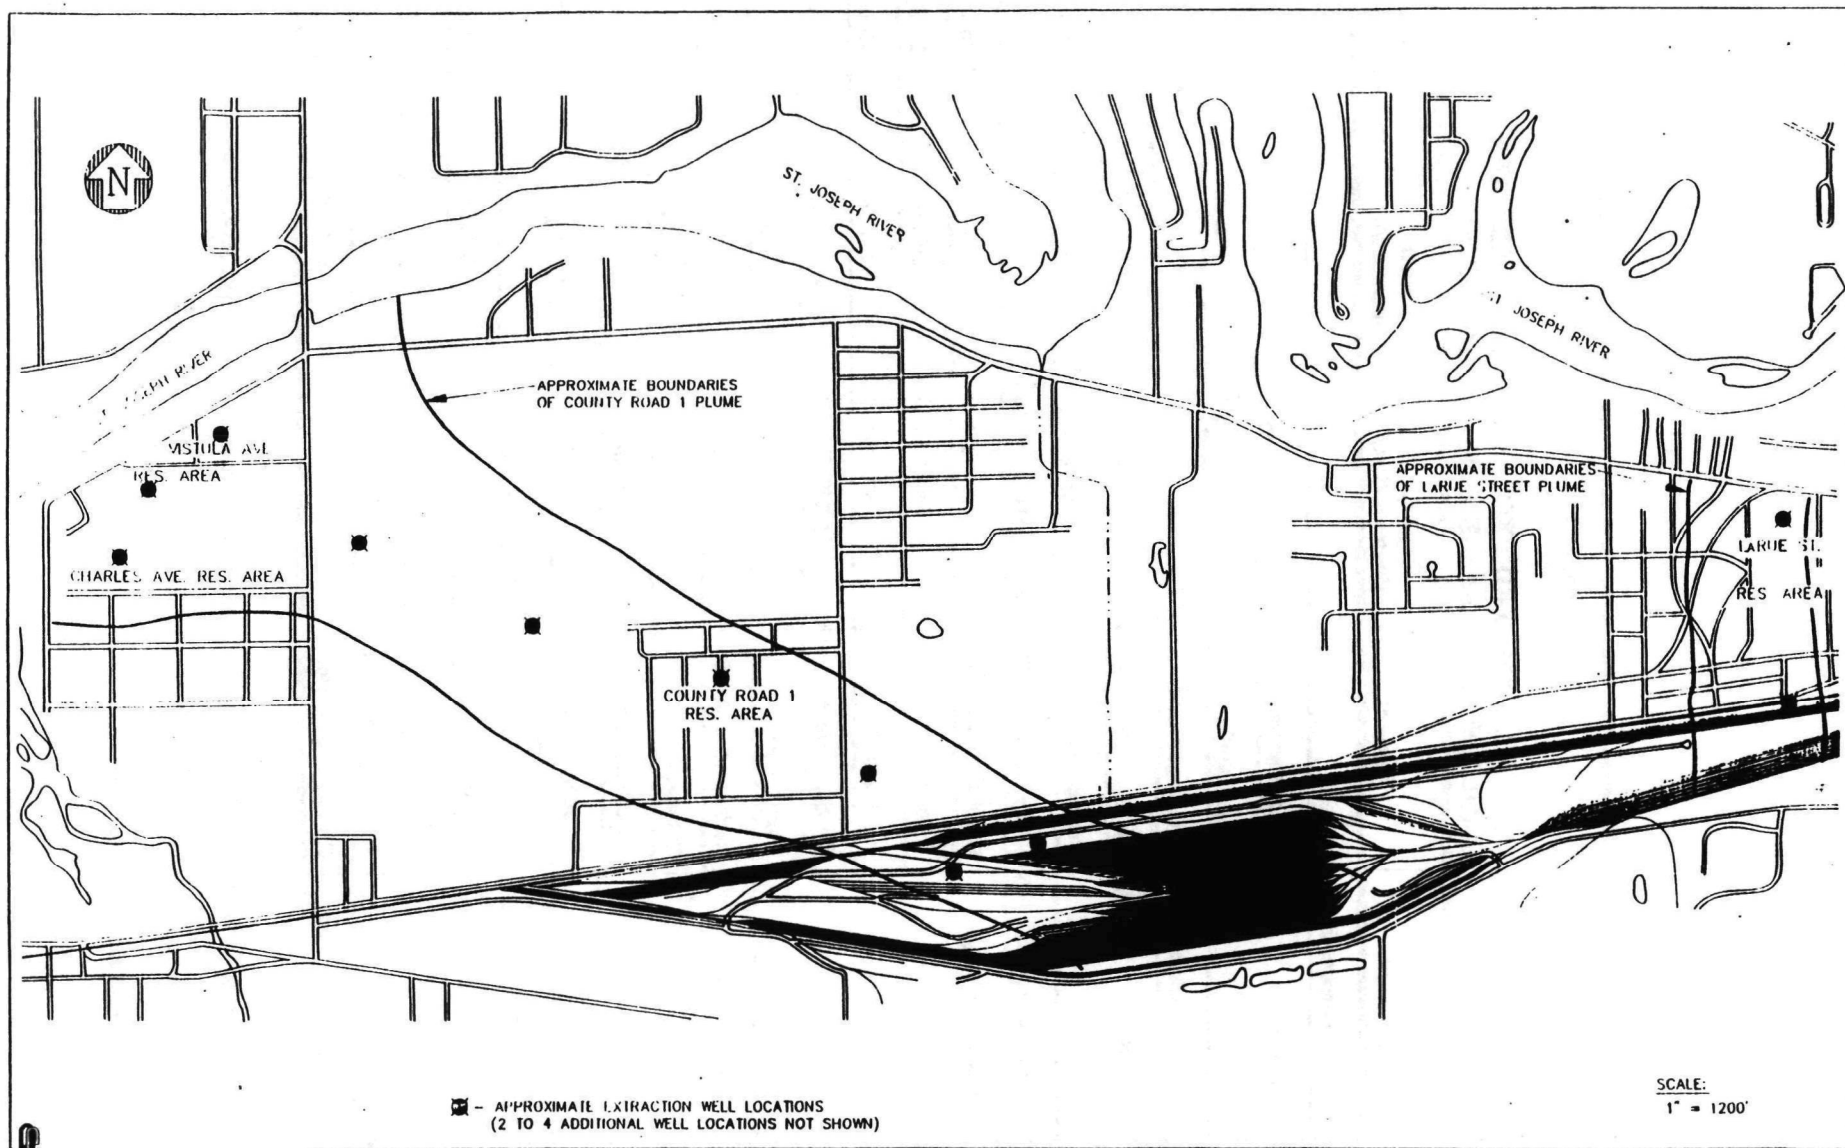 N
ST. JOSEPH RIVER
ST. JOSEPH RIVER
JOSEPH RIVER
APPROXIMATE BOUNDARIES
OF COUNTY ROAD 1 PLUME
VISTULA AVE
RES. AREA
APPROXIMATE BOUNDARIES
OF LARUE STREET PLUME
LARUE ST.
RES AREA
CHARLES AVE. RES. AREA
COUNTY ROAD 1
RES. AREA
- APPROXIMATE EXTRACTION WELL LOCATIONS
(2 TO 4 ADDITIONAL WELL LOCATIONS NOT SHOWN)
SCALE:
1" = 1200'